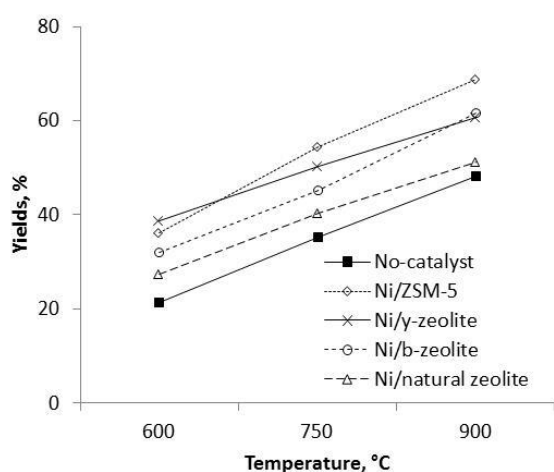 80
60
40
20
0
Yields, %
No-catalyst
Ni/ZSM-5
Ni/y-zeolite
Ni/b-zeolite
Ni/natural zeolite
600 750 900
Temperature, °C